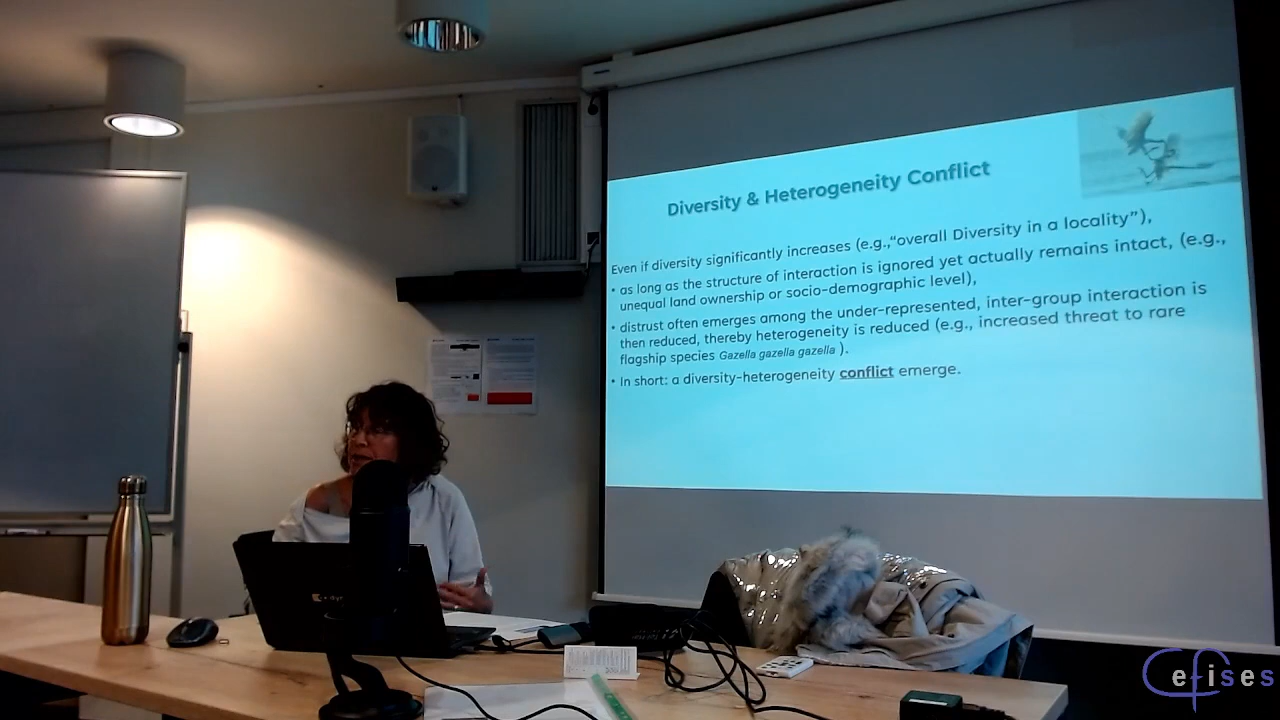 Diversity & Heterogeneity Conflict
Even if diversity significantly increases (e.g.,“overall Diversity in a locality”),
• as long as the structure of interaction is ignored yet actually remains intact, (e.g.,
unequal land ownership or socio-demographic level),
• distrust often emerges among the under-represented, inter-group interaction is
then reduced, thereby heterogeneity is reduced (e.g., increased threat to rare
flagship species Gazella gazella gazella ).
• In short: a diversity-heterogeneity conflict emerge.
Cefises